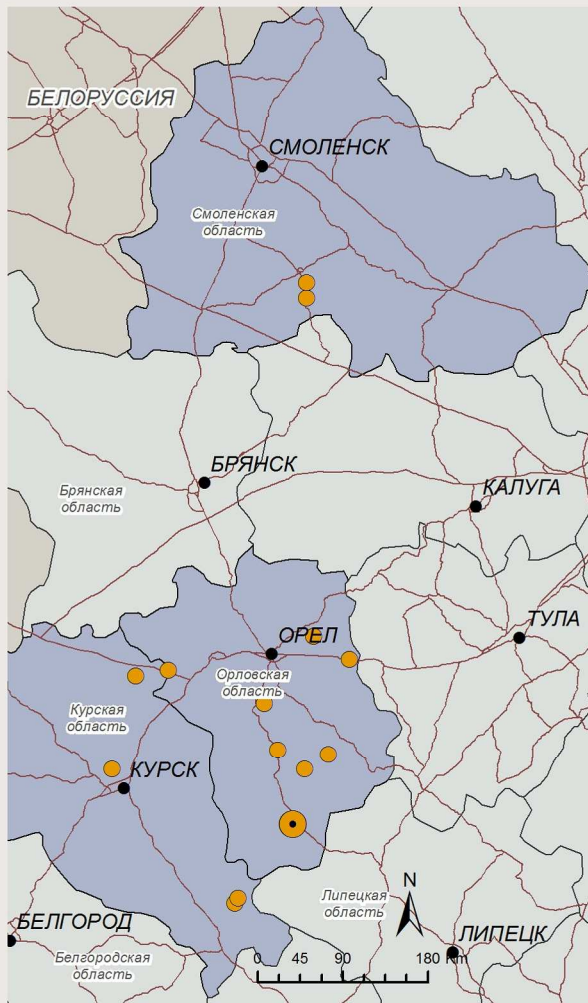 БЕЛОРУССИЯ
СМОЛЕНСК
Смоленская
область
БРЯНСК
Брянская
область
КАЛУГА
ТУЛА
ОРЕЛ
Орловская
область
Курская
область
КУРСК
N
Липецкая
область
БЕЛГОРОД
Белгородская
область
ЛИПЕЦК
0 45 90 180 Km